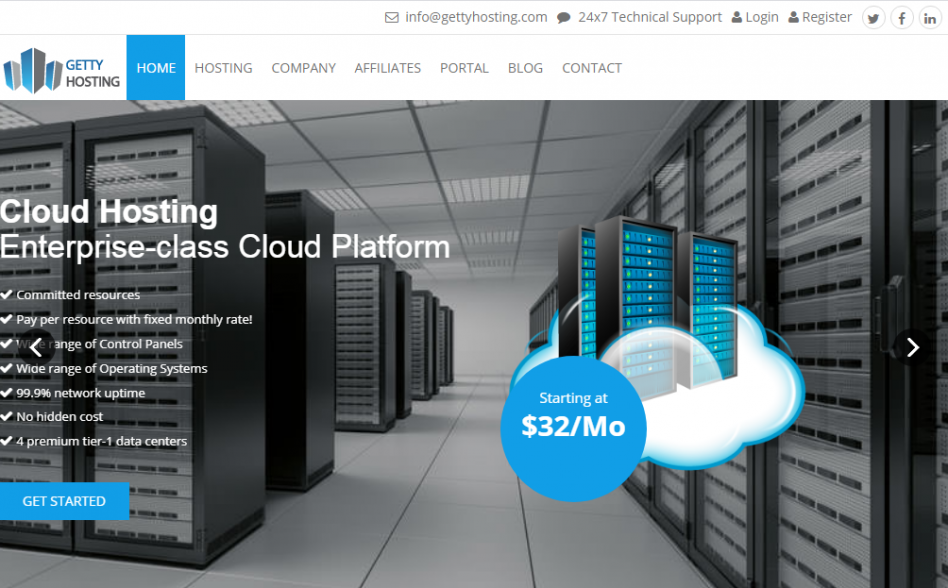 info@gettyhosting.com 24x7 Technical Support Login Register
GETTY
HOSTING
HOME HOSTING COMPANY AFFILIATES PORTAL BLOG CONTACT
Cloud Hosting
Enterprise-class Cloud Platform
Committed resources
Pay per resource with fixed monthly rate!
Wide range of Control Panels
Wide range of Operating Systems
99.9% network uptime
No hidden cost
4 premium tier-1 data centers
Starting at
$32/Mo
GET STARTED